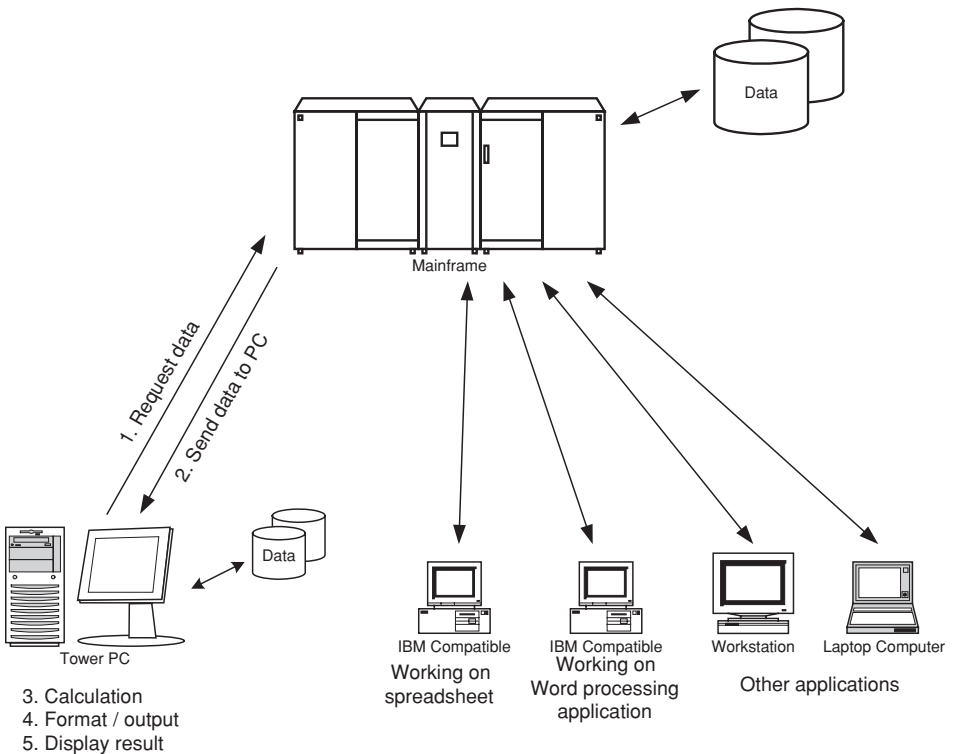 Data
Mainframe
1. Request data
2. Send data to PC
Data
Tower PC
3. Calculation
4. Format / output
5. Display result
IBM Compatible
Working on
spreadsheet
IBM Compatible
Working on
Word processing
application
Workstation
Laptop Computer
Other applications